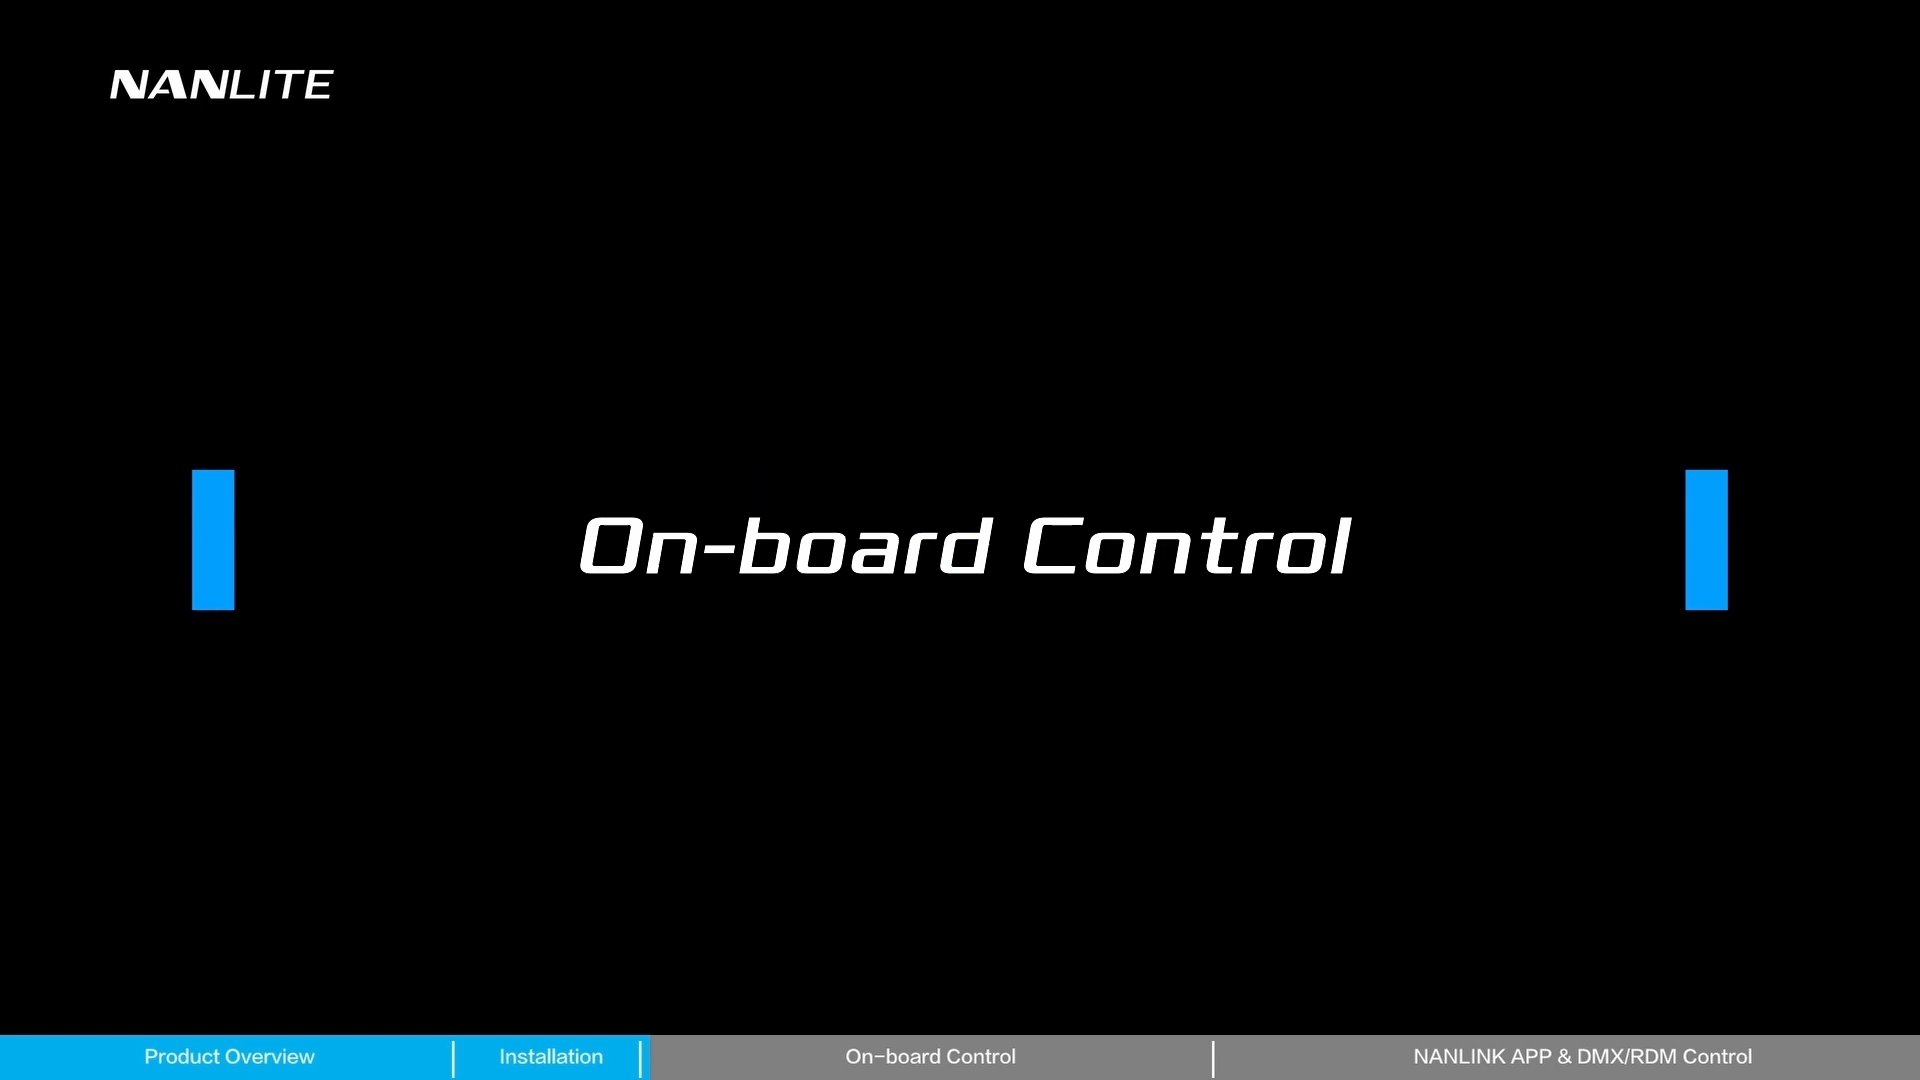 NANLITE
On-board Control
Product Overview
Installation
On-board Control
NANLINK APP & DMX/RDM Control